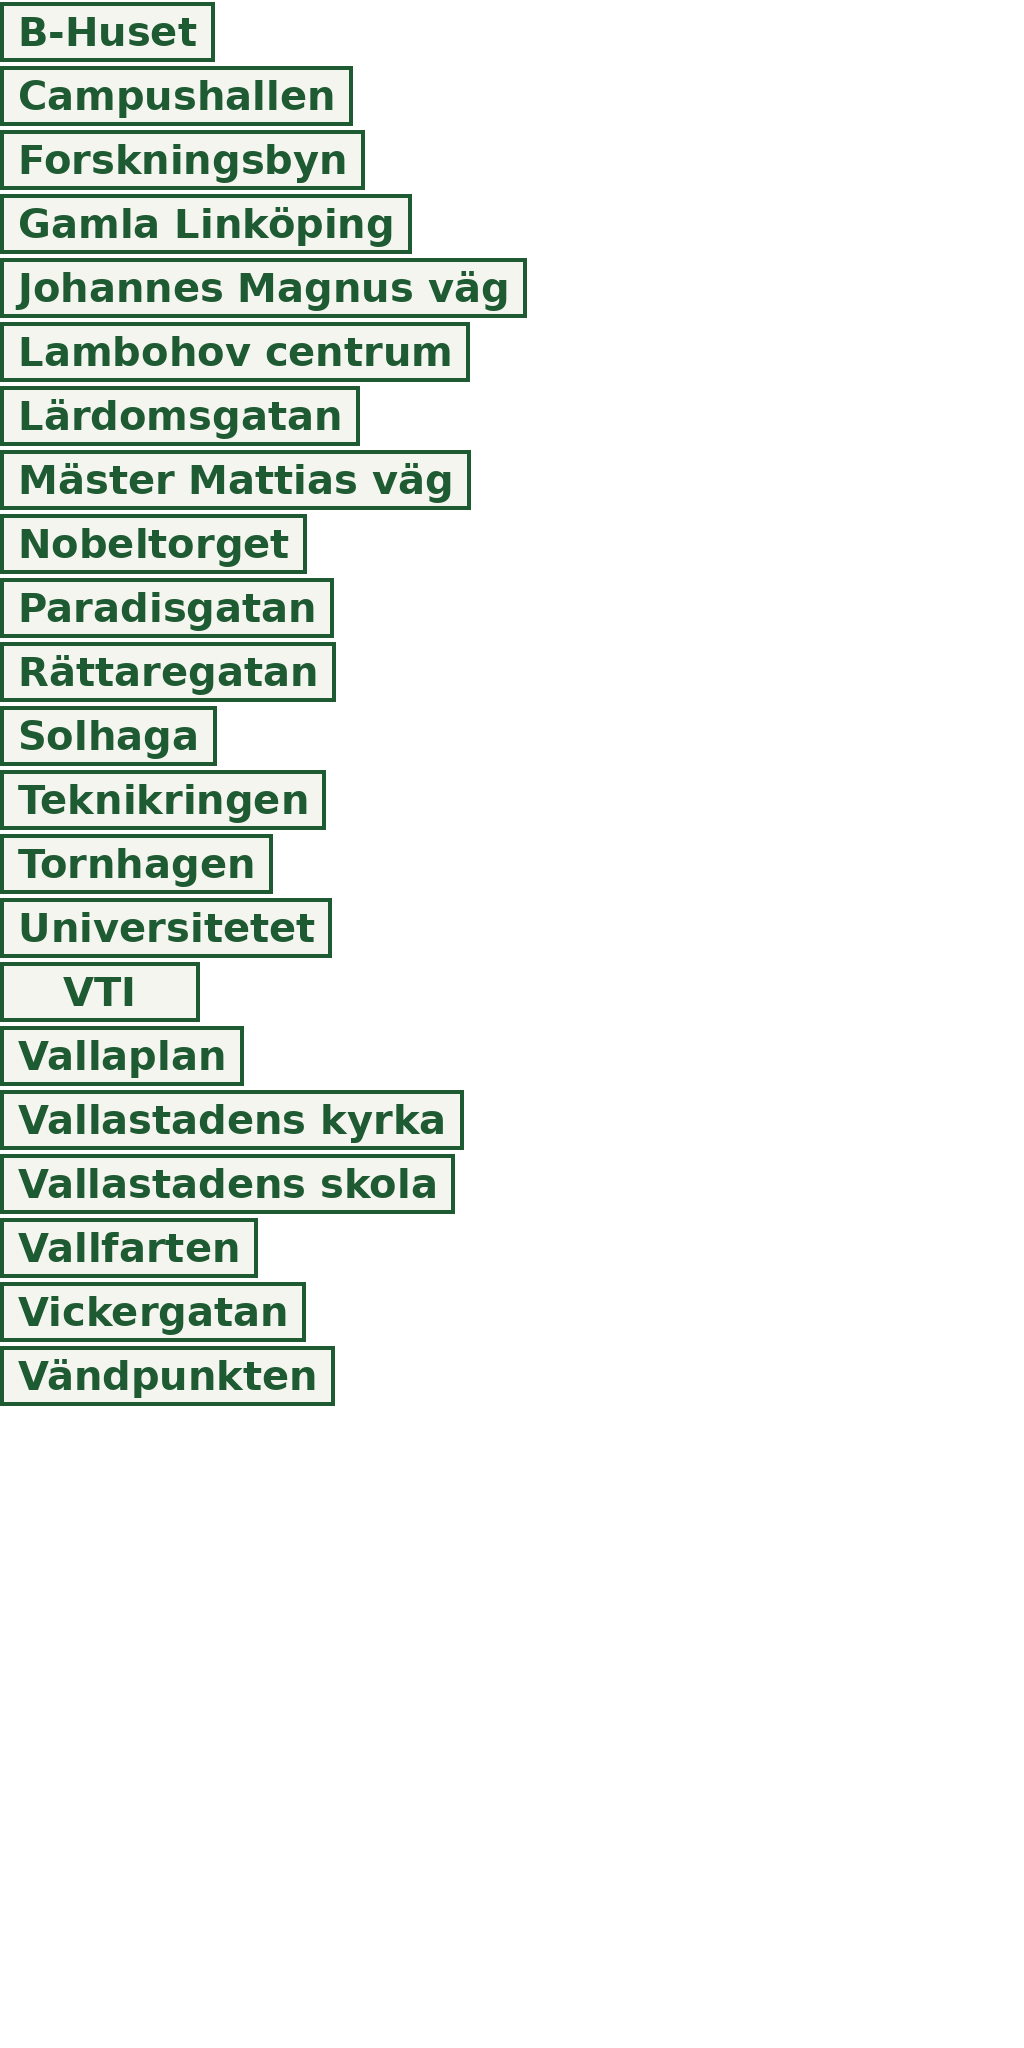 B-Huset
Campushallen
Forskningsbyn
Gamla Linköping
Johannes Magnus väg
Lambohov centrum
Lärdomsgatan
Mäster Mattias väg
Nobeltorget
Paradisgatan
Rättaregatan
Solhaga
Teknikringen
Tornhagen
Universitetet
VTI
Vallaplan
Vallastadens kyrka
Vallastadens skola
Vallfarten
Vickergatan
Vändpunkten